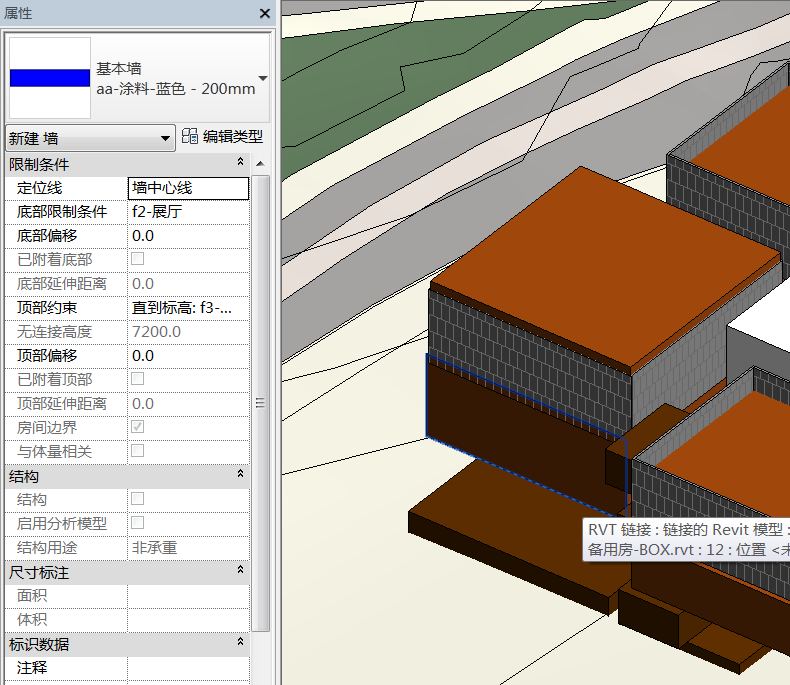 属性
基本墙
aa-涂料-蓝色 - 200mm
新建 墙 编辑类型
限制条件
定位线 墙中心线
底部限制条件 f2-展厅
底部偏移 0.0
已附着底部
底部延伸距离 0.0
顶部约束 直到标高: f3-...
无连接高度 7200.0
顶部偏移 0.0
已附着顶部
顶部延伸距离 0.0
房间边界
与体量相关
结构
结构
启用分析模型
结构用途 非承重
尺寸标注
面积
体积
标识数据
注释
RVT 链接 : 链接的 Revit 模型 :
备用房-BOX.rvt : 12 : 位置 <未